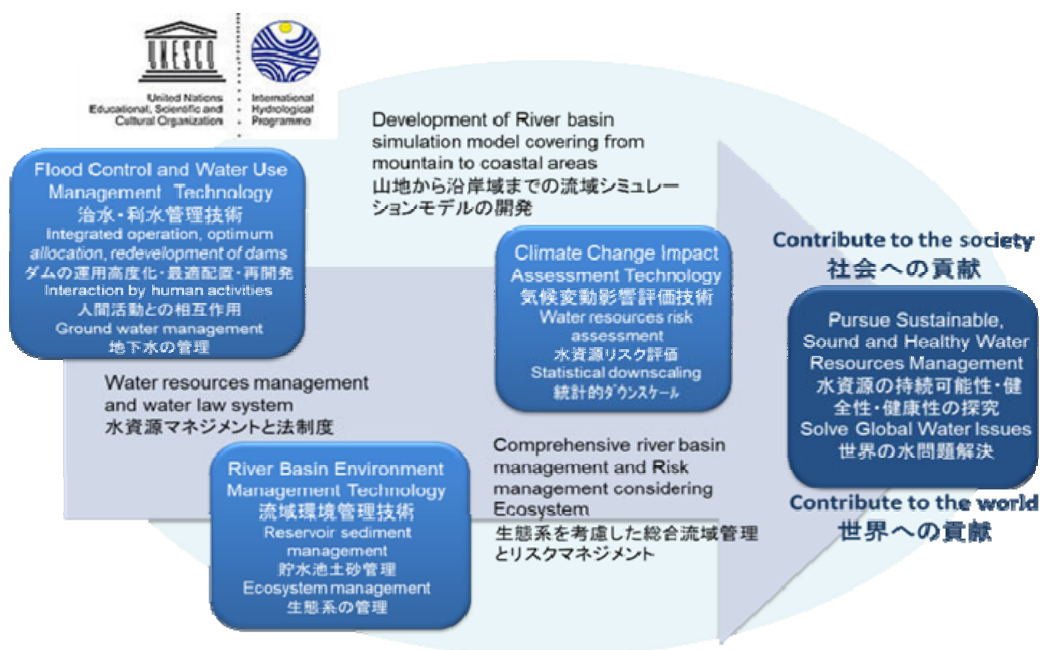 UNESCO
United Nations
Educational, Scientific and
Cultural Organization
International
Hydrological
Programme
Development of River basin
simulation model covering from
mountain to coastal areas
山地から沿岸域までの流域シミュレー
ションモデルの開発
Flood Control and Water Use
Management Technology
治水・利水管理技術
Integrated operation, optimum
allocation, redevelopment of dams
ダムの運用高度化・最適配置・再開発
Interaction by human activities
人間活動との相互作用
Ground water management
地下水の管理
Climate Change Impact
Assessment Technology
気候変動影響評価技術
Water resources risk
assessment
水資源リスク評価
Statistical downscaling
統計的ダウンスケール
Contribute to the society
社会への貢献
Pursue Sustainable,
Sound and Healthy Water
Resources Management
水資源の持続可能性・健
全性・健康性の探究
Solve Global Water Issues
世界の水問題解決
Contribute to the world
世界への貢献
Water resources management
and water law system
水資源マネジメントと法制度
River Basin Environment
Management Technology
流域環境管理技術
Reservoir sediment
management
貯水池土砂管理
Ecosystem management
生態系の管理
Comprehensive river basin
management and Risk
management considering
Ecosystem
生態系を考慮した総合流域管理
とリスクマネジメント